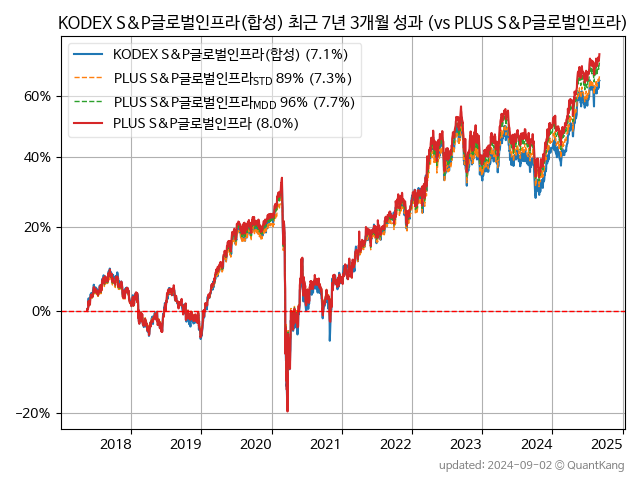 KODEX S&P글로벌인프라(합성) 최근 7년 3개월 성과 (vs PLUS S&P글로벌인프라)
KODEX S&P글로벌인프라(합성) (7.1%)
PLUS S&P글로벌인프라STD 89% (7.3%)
PLUS S&P글로벌인프라MDD 96% (7.7%)
PLUS S&P글로벌인프라 (8.0%)
60%
40%
20%
0%
-20%
2018 2019 2020 2021 2022 2023 2024 2025
updated: 2024-09-02 © QuantKang